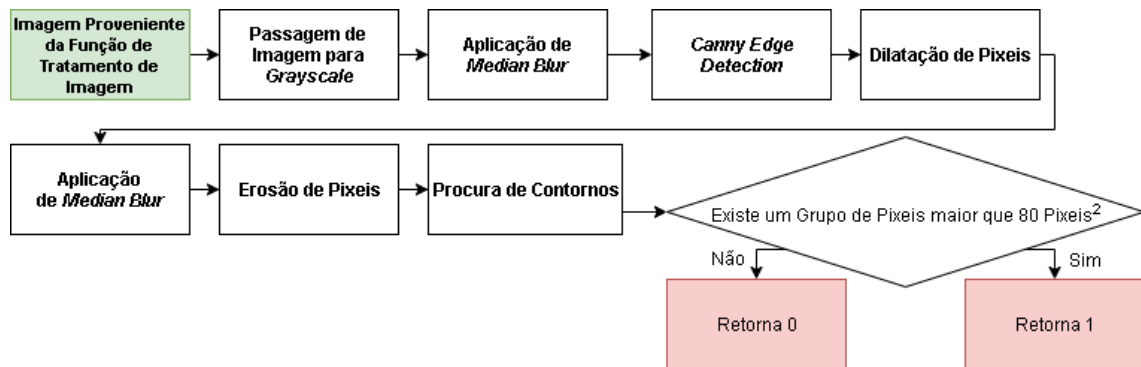 Imagem Proveniente
da Função de
Tratamento de
Imagem
Passagem de
Imagem para
Grayscale
Aplicação de
Median Blur
Canny Edge
Detection
Dilatação de Pixeis
Aplicação
de Median Blur
Erosão de Pixeis
Procura de Contornos
Existe um Grupo de Pixeis maior que 80 Pixeis²
Não
Sim
Retorna 0
Retorna 1